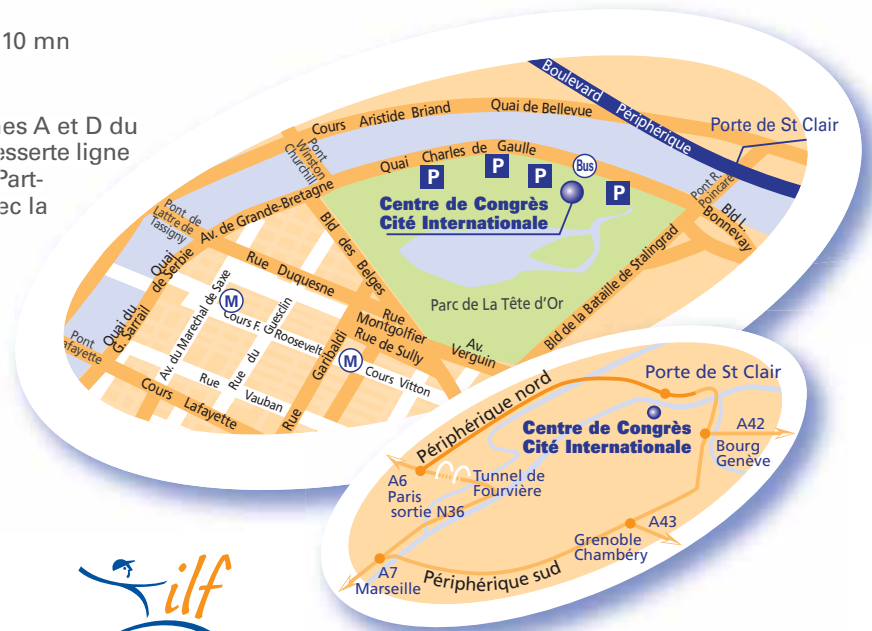 10 mn
nes A et D du
esserte ligne
Part-
ec la
Boulevard Périphérique
Porte de St Clair
Cours Aristide Briand
Quai de Bellevue
Pont
Winston
Churchill
Quai Charles de Gaulle
Bus
P
P
P
P
Centre de Congrès
Cité Internationale
Pont R.
Poincaré
Bld L.
Bonnevay
Pont de
Lattre de
Tassigny
Av. de Grande-Bretagne
Quai
de Serbie
Bld des Belges
Rue Duquesne
Parc de La Tête d'Or
Bld de la Bataille de Stalingrad
Quai du
G. Sarrail
Av. du Marechal de Saxe
M
Cours F. Roosevelt
Rue du Guesclin
Rue
Montgolfier
Rue de Sully
Av.
Verguin
Pont
afayette
Garibaldi
Rue
M
Cours Vitton
Rue
Vauban
Cours Lafayette
Périphérique nord
Porte de St Clair
Centre de Congrès
Cité Internationale
A42
Bourg
Genève
A6
Paris
sortie N36
Tunnel de
Fourvière
A43
Grenoble
Chambéry
A7
Marseille
Périphérique sud
ilf